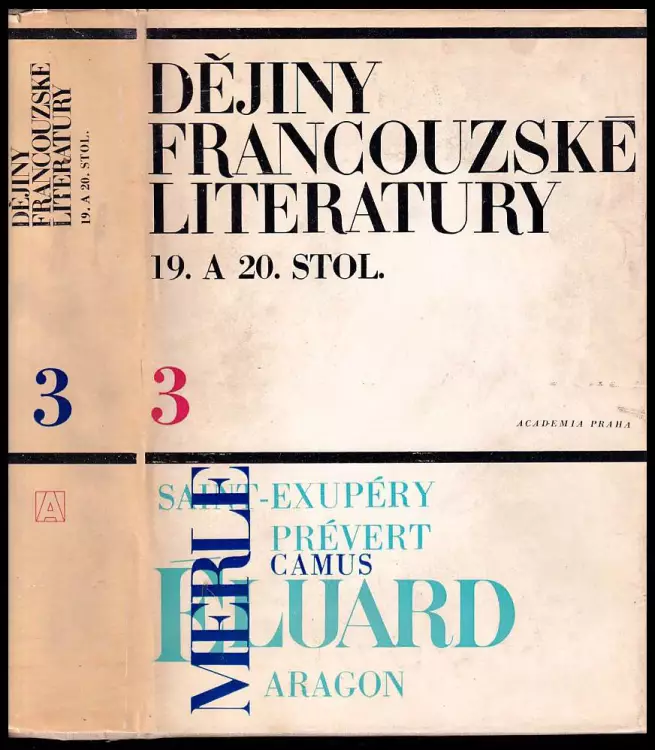 DĚJINY
FRANCOUZSKÉ
LITERATURY
19. A 20. STOL.
3
A
DĚJINY
FRANCOUZSKÉ
LITERATURY
19. A 20. STOL.
3
ACADEMIA PRAHA
SAINT-EXUPÉRY
PRÉVERT
CAMUS
ÉLUARD
MERLE
ARAGON